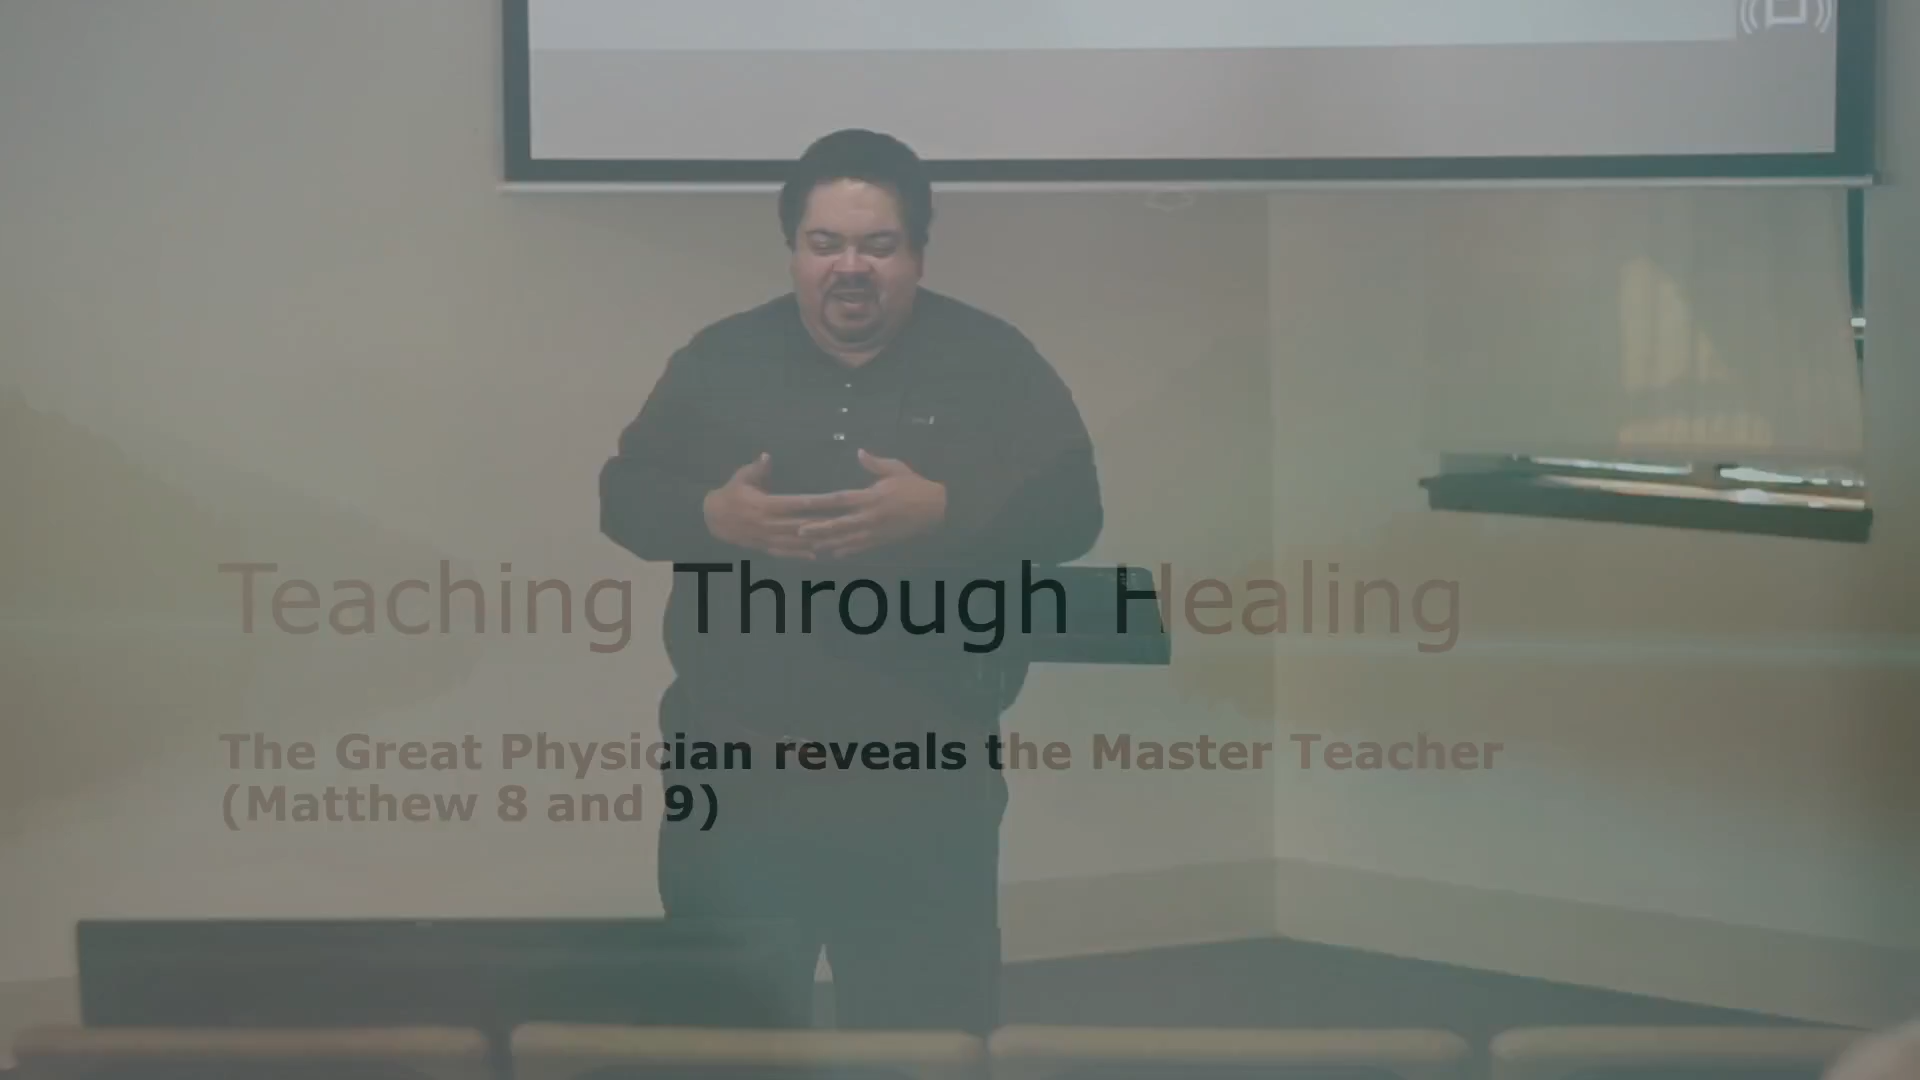 Teaching Through Healing
The Great Physician reveals the Master Teacher
(Matthew 8 and 9)